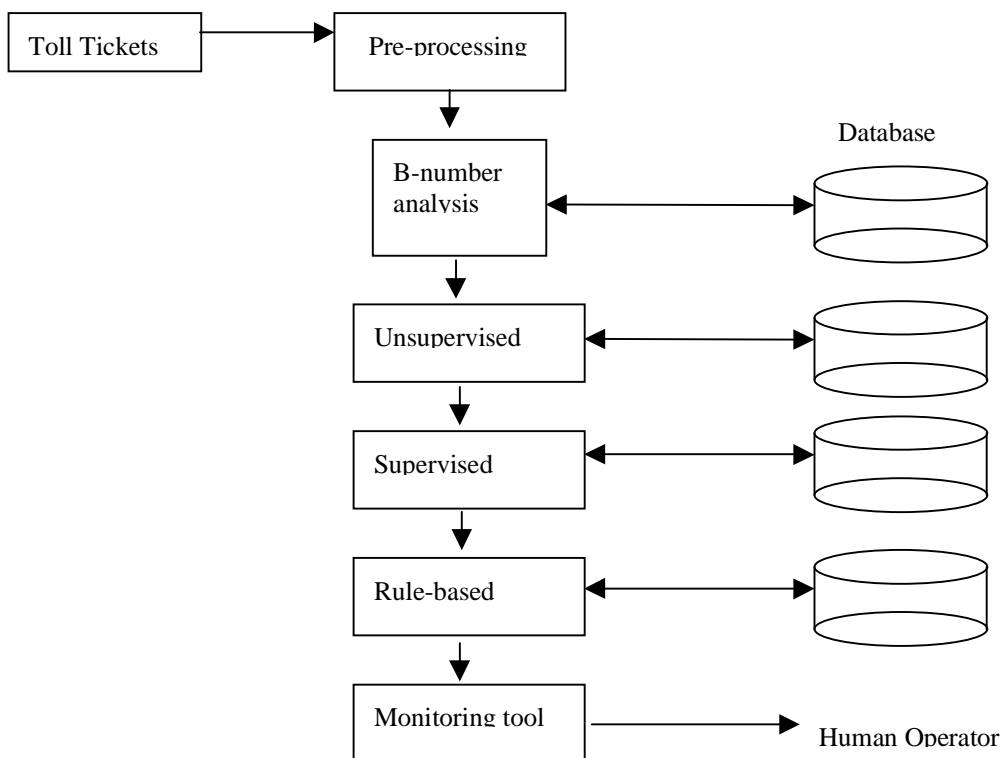 Toll Tickets
Pre-processing
Database
B-number
analysis
Unsupervised
Supervised
Rule-based
Monitoring tool
Human Operator